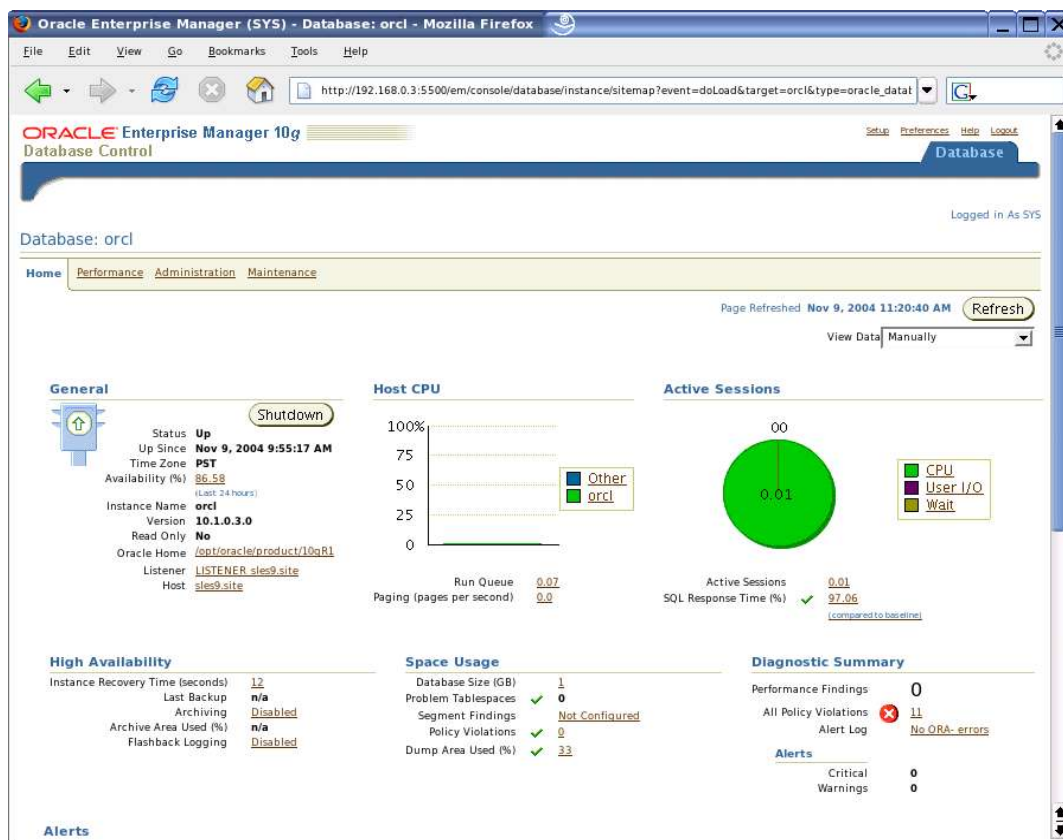 Oracle Enterprise Manager (SYS) - Database: orcl - Mozilla Firefox
File Edit View Go Bookmarks Tools Help
http://192.168.0.3:5500/em/console/database/instance/sitemap?event=doLoad&target=orcl&type=oracle_datab
G
ORACLE Enterprise Manager 10g
Database Control
Setup Preferences Help Logout
Database
Logged in As SYS
Database: orcl
Home Performance Administration Maintenance
Page Refreshed Nov 9, 2004 11:20:40 AM Refresh
View Data Manually
General
Shutdown
Status Up
Up Since Nov 9, 2004 9:55:17 AM
Time Zone PST
Availability (%) 86.58
(Last 24 hours)
Instance Name orcl
Version 10.1.0.3.0
Read Only No
Oracle Home /opt/oracle/product/10gR1
Listener LISTENER_sles9.site
Host sles9.site
Host CPU
100%
75
50
25
0
Other
orcl
Run Queue 0.07
Paging (pages per second) 0.0
Active Sessions
00
0.01
CPU
User I/O
Wait
Active Sessions 0.01
SQL Response Time (%) 97.06
(compared to baseline)
High Availability
Instance Recovery Time (seconds) 12
Last Backup n/a
Archiving Disabled
Archive Area Used (%) n/a
Flashback Logging Disabled
Space Usage
Database Size (GB) 1
Problem Tablespaces 0
Segment Findings Not Configured
Policy Violations 0
Dump Area Used (%) 33
Diagnostic Summary
Performance Findings 0
All Policy Violations 11
Alert Log No ORA- errors
Alerts
Critical 0
Warnings 0
Alerts